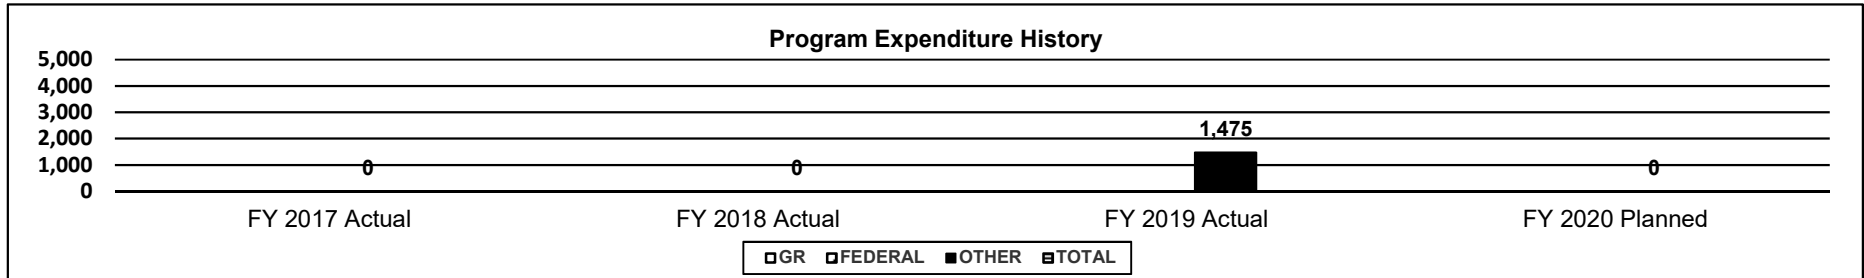 Program Expenditure History
5,000
4,000
3,000
2,000
1,000
0
0
0
1,475
0
FY 2017 Actual
FY 2018 Actual
FY 2019 Actual
FY 2020 Planned
GR FEDERAL OTHER TOTAL